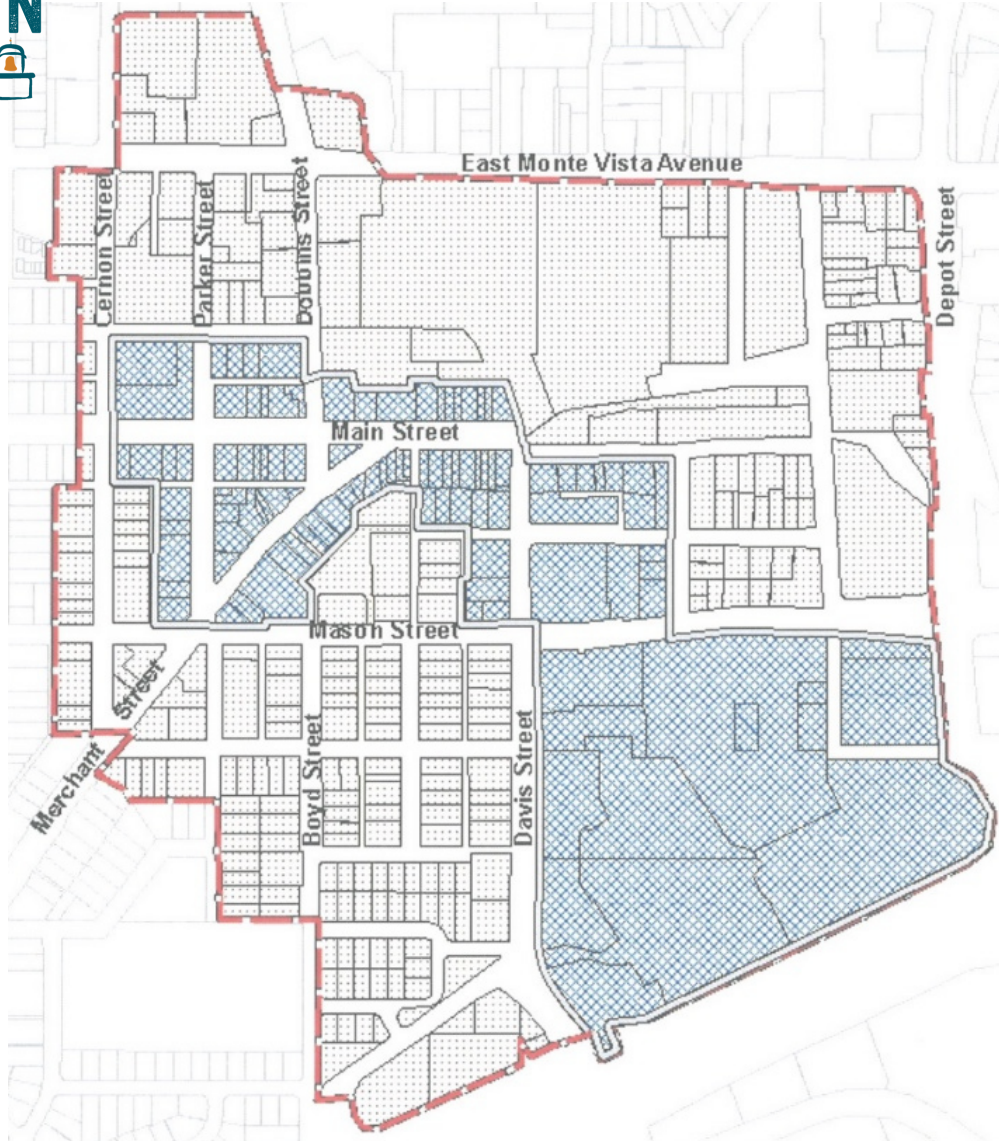 N
East Monte Vista Avenue
Cernon Street
Parker Street
Dobbins Street
Depot Street
Main Street
Mason Street
Merchant Street
Boyd Street
Davis Street